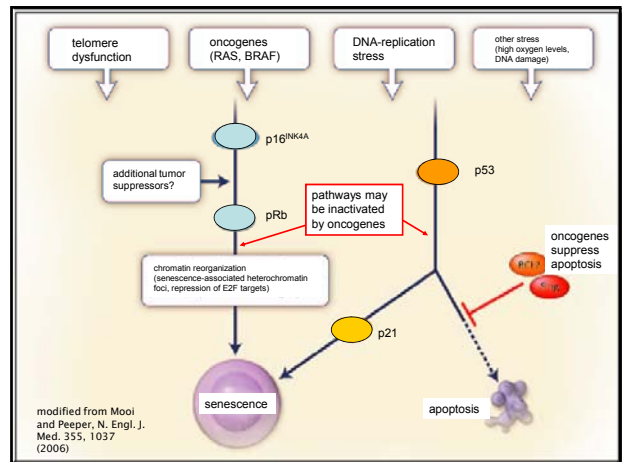 telomere
dysfunction
oncogenes
(RAS, BRAF)
DNA-replication
stress
other stress
(high oxygen levels,
DNA damage)
p16INK4A
additional tumor
suppressors?
p53
pRb
pathways may
be inactivated
by oncogenes
oncogenes
suppress
apoptosis
chromatin reorganization
(senescence-associated heterochromatin
foci, repression of E2F targets)
p21
senescence
apoptosis
modified from Mooi
and Peeper, N. Engl. J.
Med. 355, 1037
(2006)